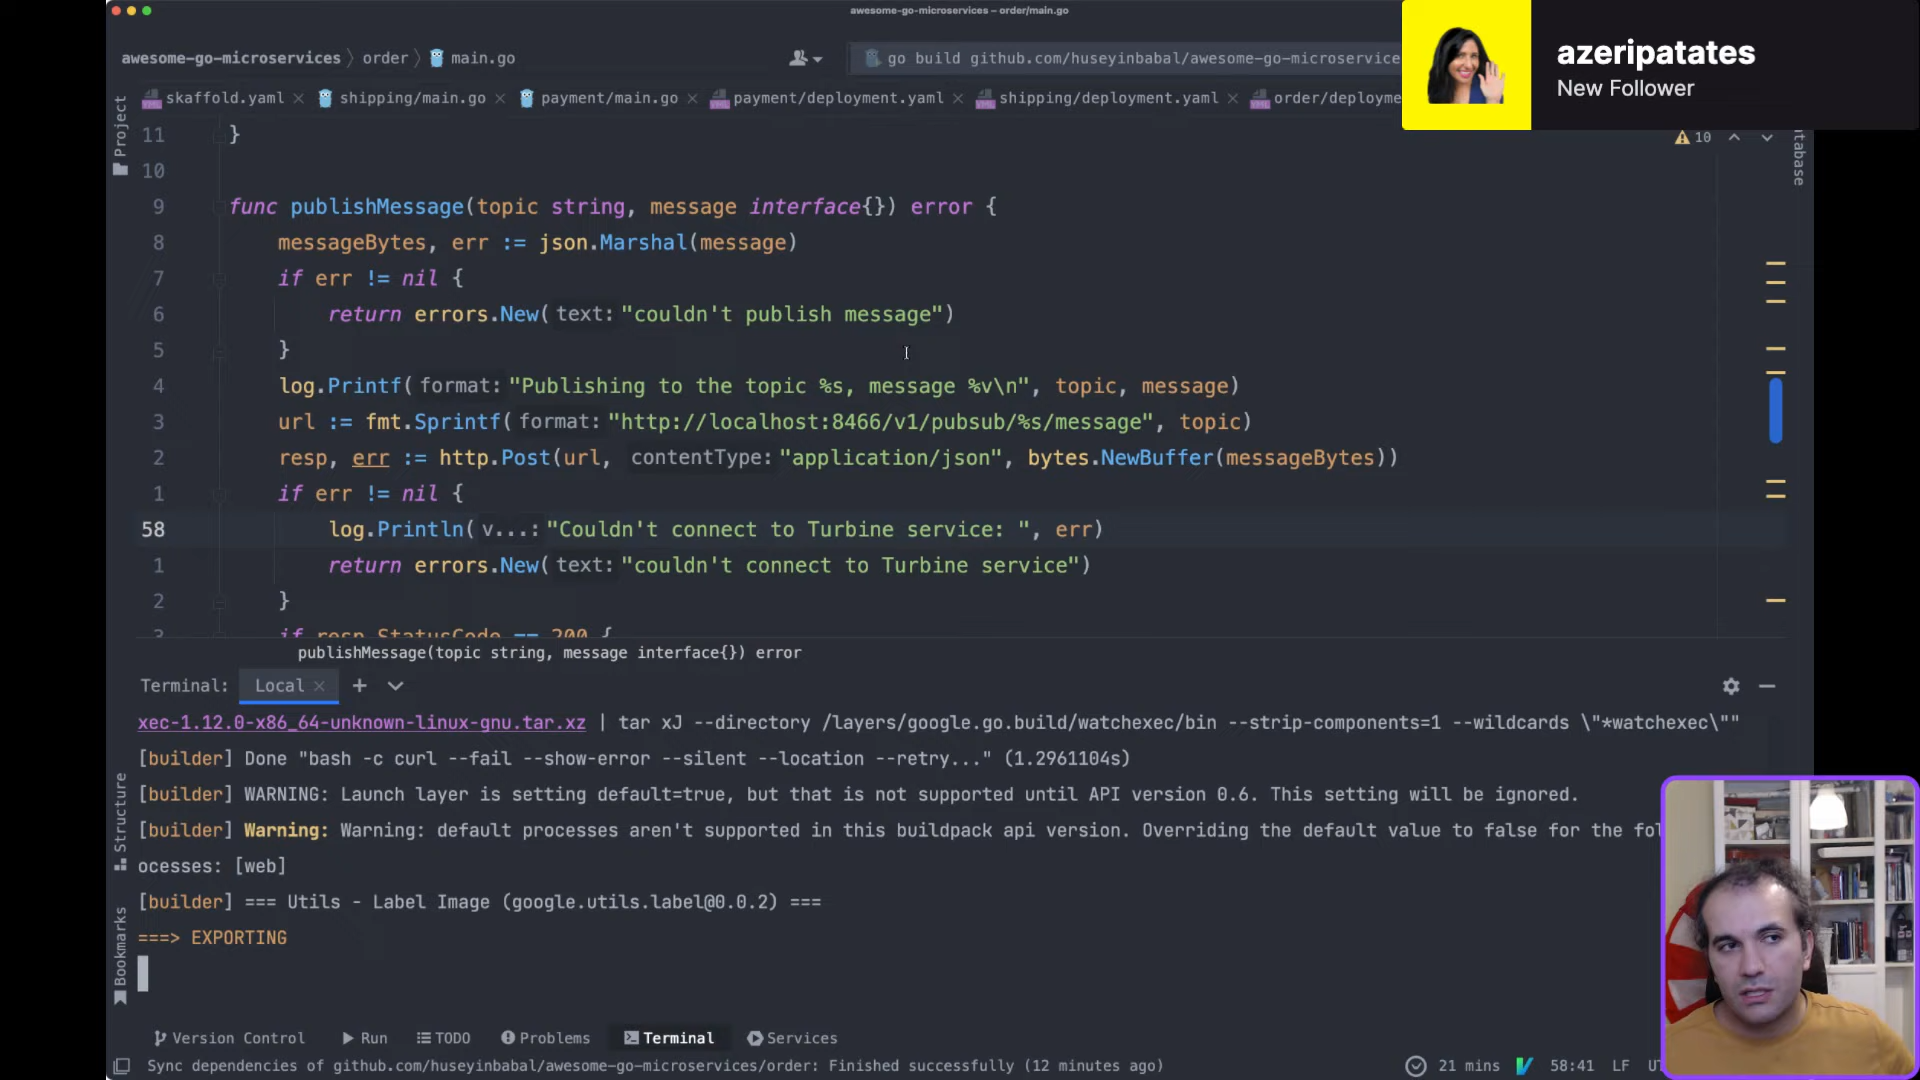 awesome-go-microservices – order/main.go
azeripatates
New Follower
awesome-go-microservices order main.go
go build github.com/huseyinbabal/awesome-go-microservice
skaffold.yaml shipping/main.go payment/main.go payment/deployment.yaml shipping/deployment.yaml order/deployme
Project
10
11 }
10
9 func publishMessage(topic string, message interface{}) error {
8 messageBytes, err := json.Marshal(message)
7 if err != nil {
6 return errors.New( text: "couldn't publish message")
5 }
4 log.Printf( format: "Publishing to the topic %s, message %v\n", topic, message)
3 url := fmt.Sprintf( format: "http://localhost:8466/v1/pubsub/%s/message", topic)
2 resp, err := http.Post(url, contentType: "application/json", bytes.NewBuffer(messageBytes))
1 if err != nil {
58 log.Println( v...: "Couldn't connect to Turbine service: ", err)
1 return errors.New( text: "couldn't connect to Turbine service")
2 }
3 if resp.StatusCode == 200 {
publishMessage(topic string, message interface{}) error
tabase
Terminal: Local
xec-1.12.0-x86_64-unknown-linux-gnu.tar.xz | tar xJ --directory /layers/google.go.build/watchexec/bin --strip-components=1 --wildcards \"*watchexec\""
[builder] Done "bash -c curl --fail --show-error --silent --location --retry..." (1.2961104s)
[builder] WARNING: Launch layer is setting default=true, but that is not supported until API version 0.6. This setting will be ignored.
[builder] Warning: Warning: default processes aren't supported in this buildpack api version. Overriding the default value to false for the fol
ocesses: [web]
[builder] === Utils - Label Image (google.utils.label@0.0.2) ===
===> EXPORTING
Structure
Bookmarks
Version Control Run TODO Problems Terminal Services
Sync dependencies of github.com/huseyinbabal/awesome-go-microservices/order: Finished successfully (12 minutes ago)
21 mins 58:41 LF